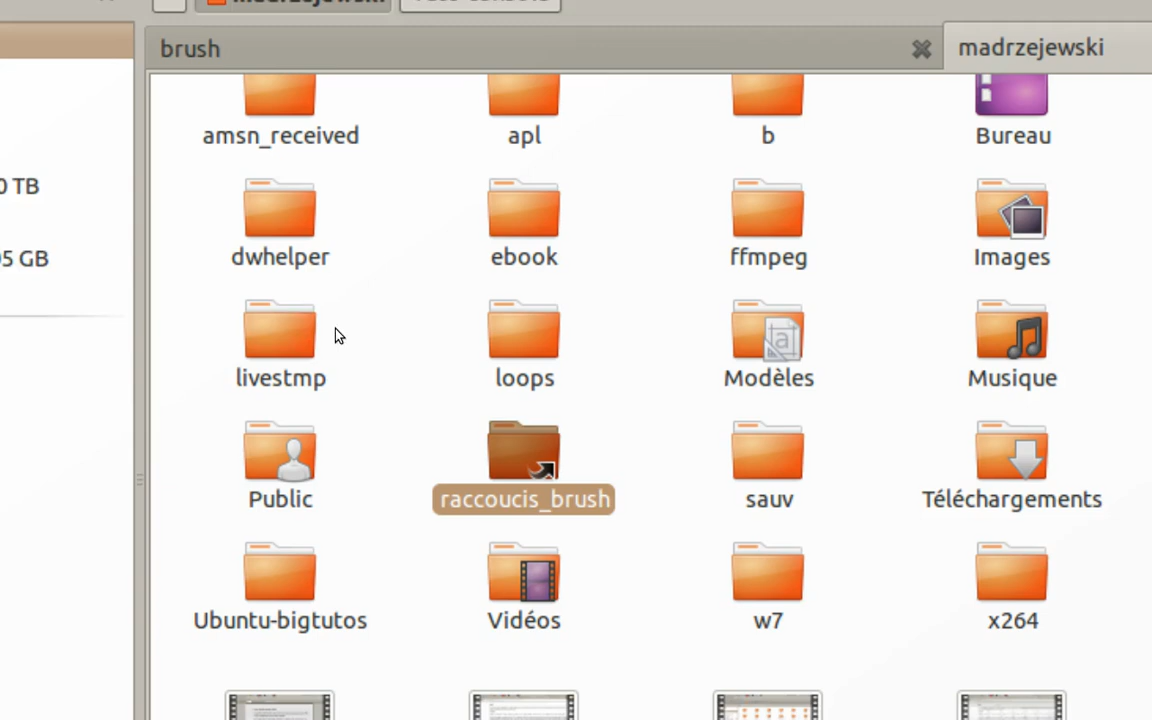 madrzejewski
brush
madrzejewski
amsn_received
apl
b
Bureau
0 TB
dwhelper
ebook
ffmpeg
Images
5 GB
livestmp
loops
Modèles
Musique
Public
raccoucis_brush
sauv
Téléchargements
Ubuntu-bigtutos
Vidéos
w7
x264